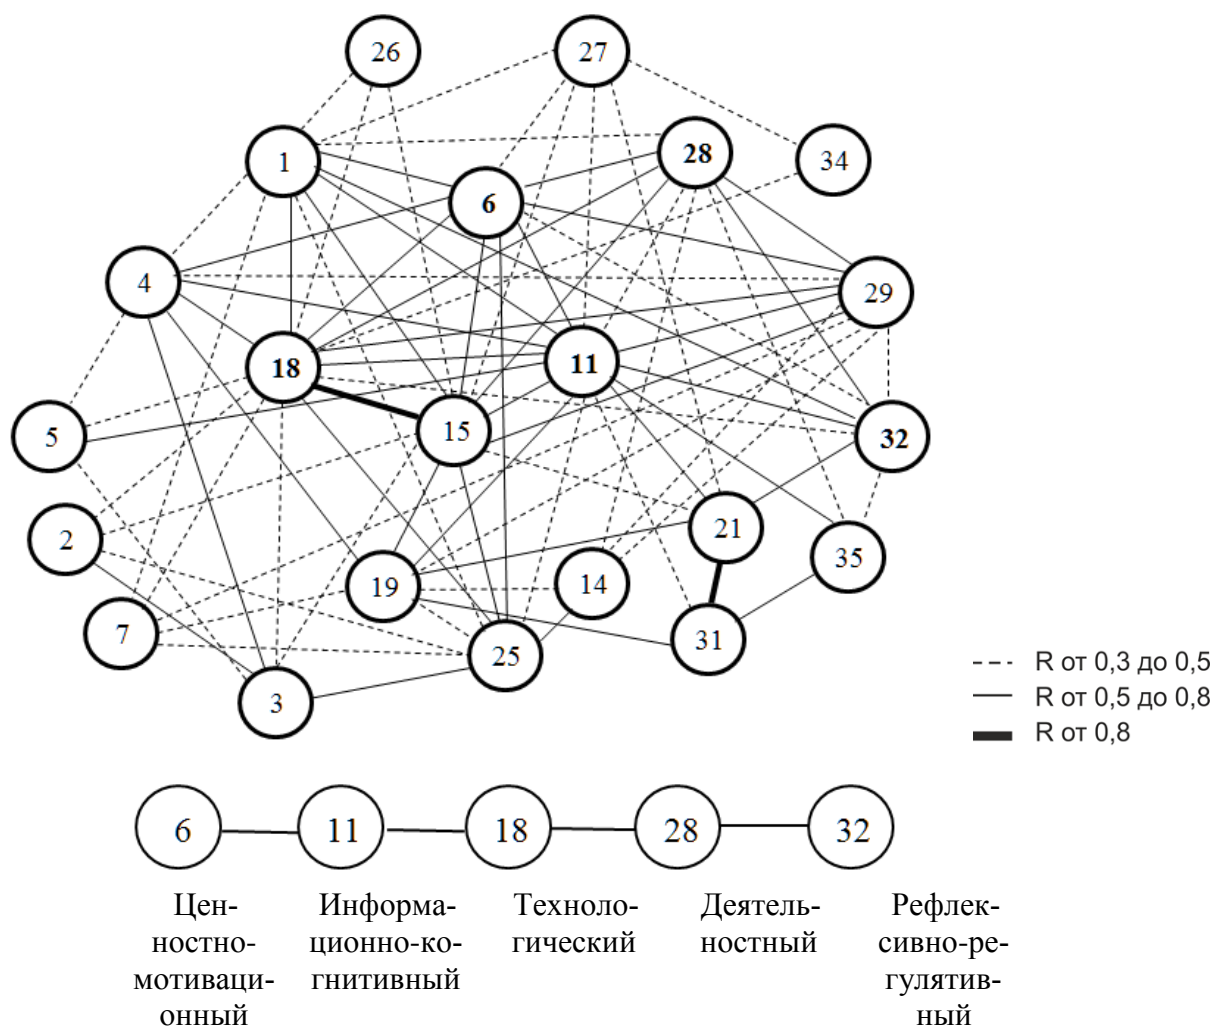 26
27
1
28
34
6
4
29
18
11
5
15
32
2
21
35
19
14
7
31
25
3
R от 0,3 до 0,5
R от 0,5 до 0,8
R от 0,8
6 11 18 28 32
Цен- Информа- Техноло- Деятель- Рефлек-
ностно- ционно-ко- гический ностный сивно-ре-
мотиваци- гнитивный гулятив-
онный ный